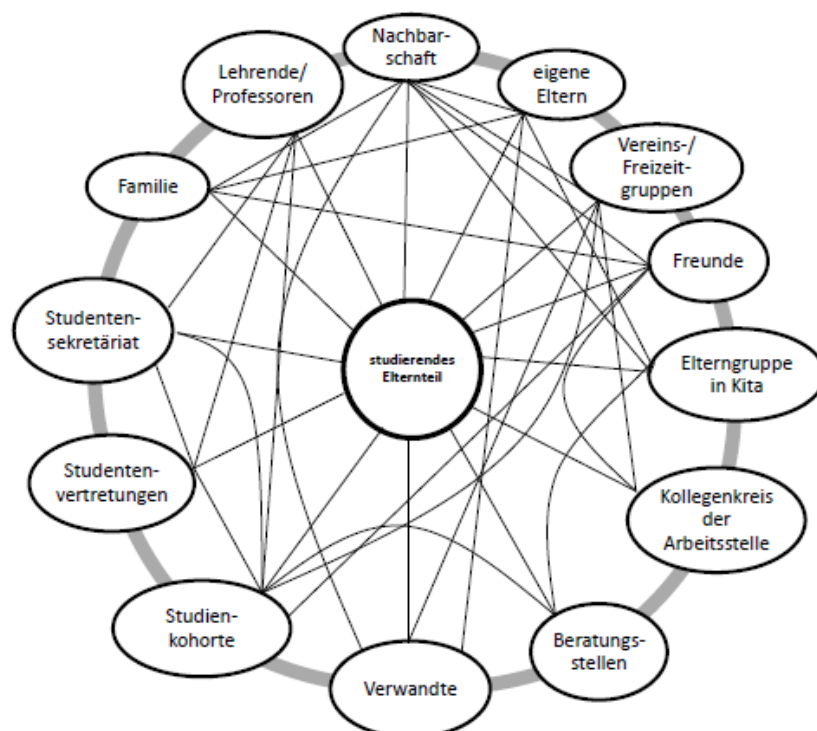 Nachbar-
schaft
eigene
Eltern
Vereins-/
Freizeit-
gruppen
Freunde
Elterngruppe
in Kita
Kollegenkreis
der
Arbeitsstelle
Beratungs-
stellen
Verwandte
Studien-
kohorte
Studenten-
vertretungen
Studenten-
sekretäriat
Familie
Lehrende/
Professoren
studierendes
Elternteil